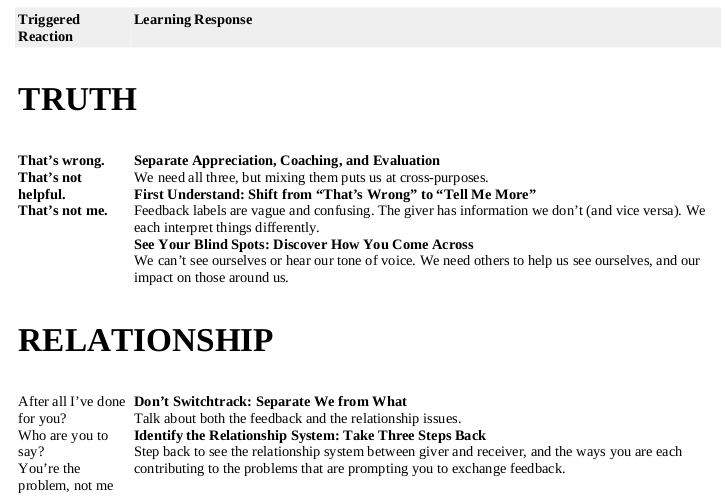 Triggered Reaction
Learning Response
TRUTH
That’s wrong.
That’s not
helpful.
That’s not me.
Separate Appreciation, Coaching, and Evaluation
We need all three, but mixing them puts us at cross-purposes.
First Understand: Shift from “That’s Wrong” to “Tell Me More”
Feedback labels are vague and confusing. The giver has information we don’t (and vice versa). We
each interpret things differently.
See Your Blind Spots: Discover How You Come Across
We can’t see ourselves or hear our tone of voice. We need others to help us see ourselves, and our
impact on those around us.
RELATIONSHIP
After all I’ve done
for you?
Who are you to
say?
You’re the
problem, not me
Don’t Switchtrack: Separate We from What
Talk about both the feedback and the relationship issues.
Identify the Relationship System: Take Three Steps Back
Step back to see the relationship system between giver and receiver, and the ways you are each
contributing to the problems that are prompting you to exchange feedback.